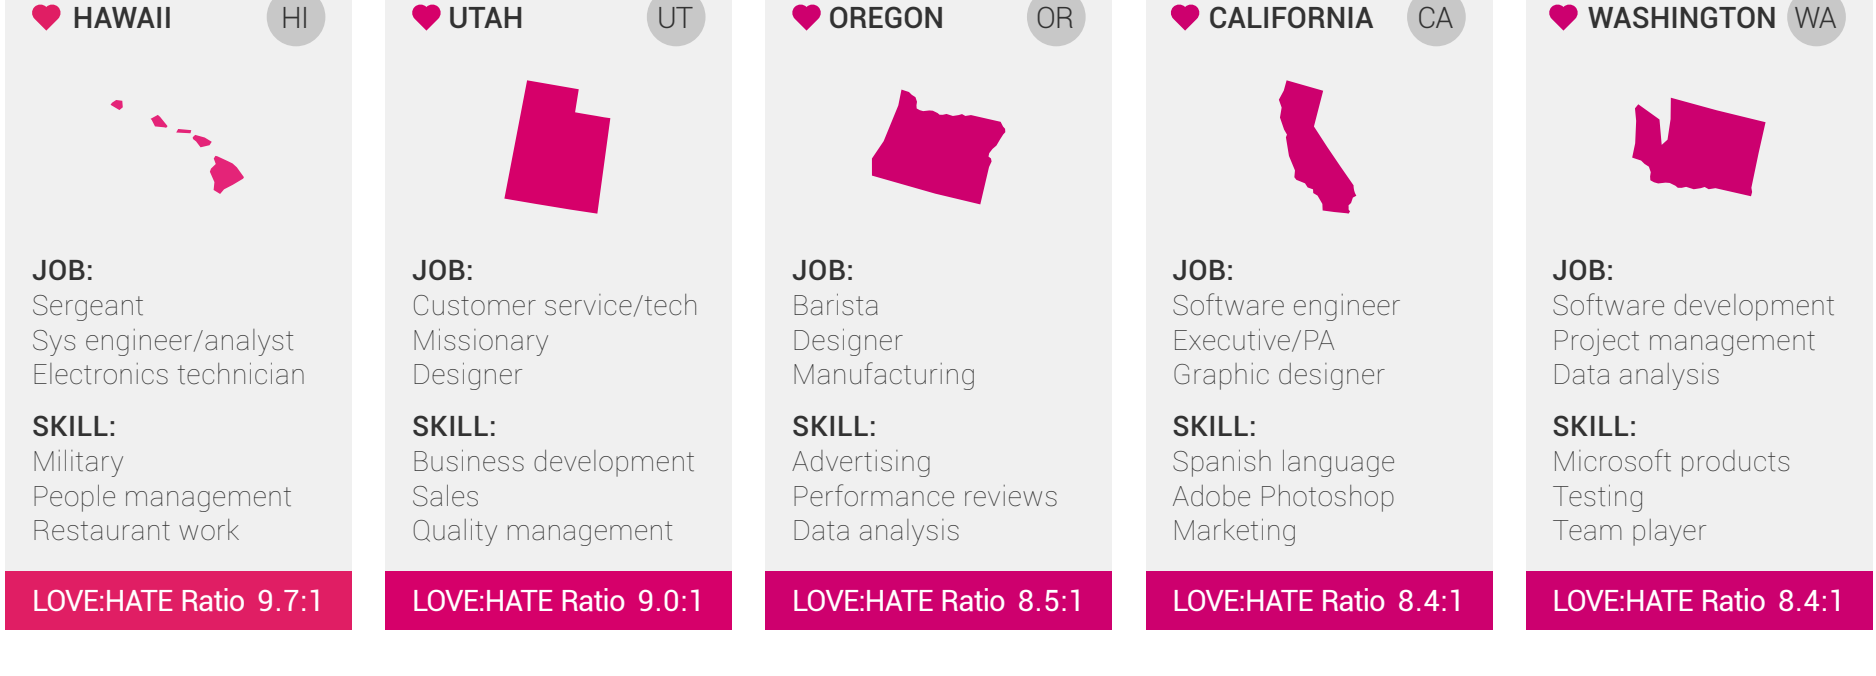 HAWAII HI
JOB:
Sergeant
Sys engineer/analyst
Electronics technician
SKILL:
Military
People management
Restaurant work
LOVE:HATE Ratio 9.7:1
UTAH UT
JOB:
Customer service/tech
Missionary
Designer
SKILL:
Business development
Sales
Quality management
LOVE:HATE Ratio 9.0:1
OREGON OR
JOB:
Barista
Designer
Manufacturing
SKILL:
Advertising
Performance reviews
Data analysis
LOVE:HATE Ratio 8.5:1
CALIFORNIA CA
JOB:
Software engineer
Executive/PA
Graphic designer
SKILL:
Spanish language
Adobe Photoshop
Marketing
LOVE:HATE Ratio 8.4:1
WASHINGTON WA
JOB:
Software development
Project management
Data analysis
SKILL:
Microsoft products
Testing
Team player
LOVE:HATE Ratio 8.4:1